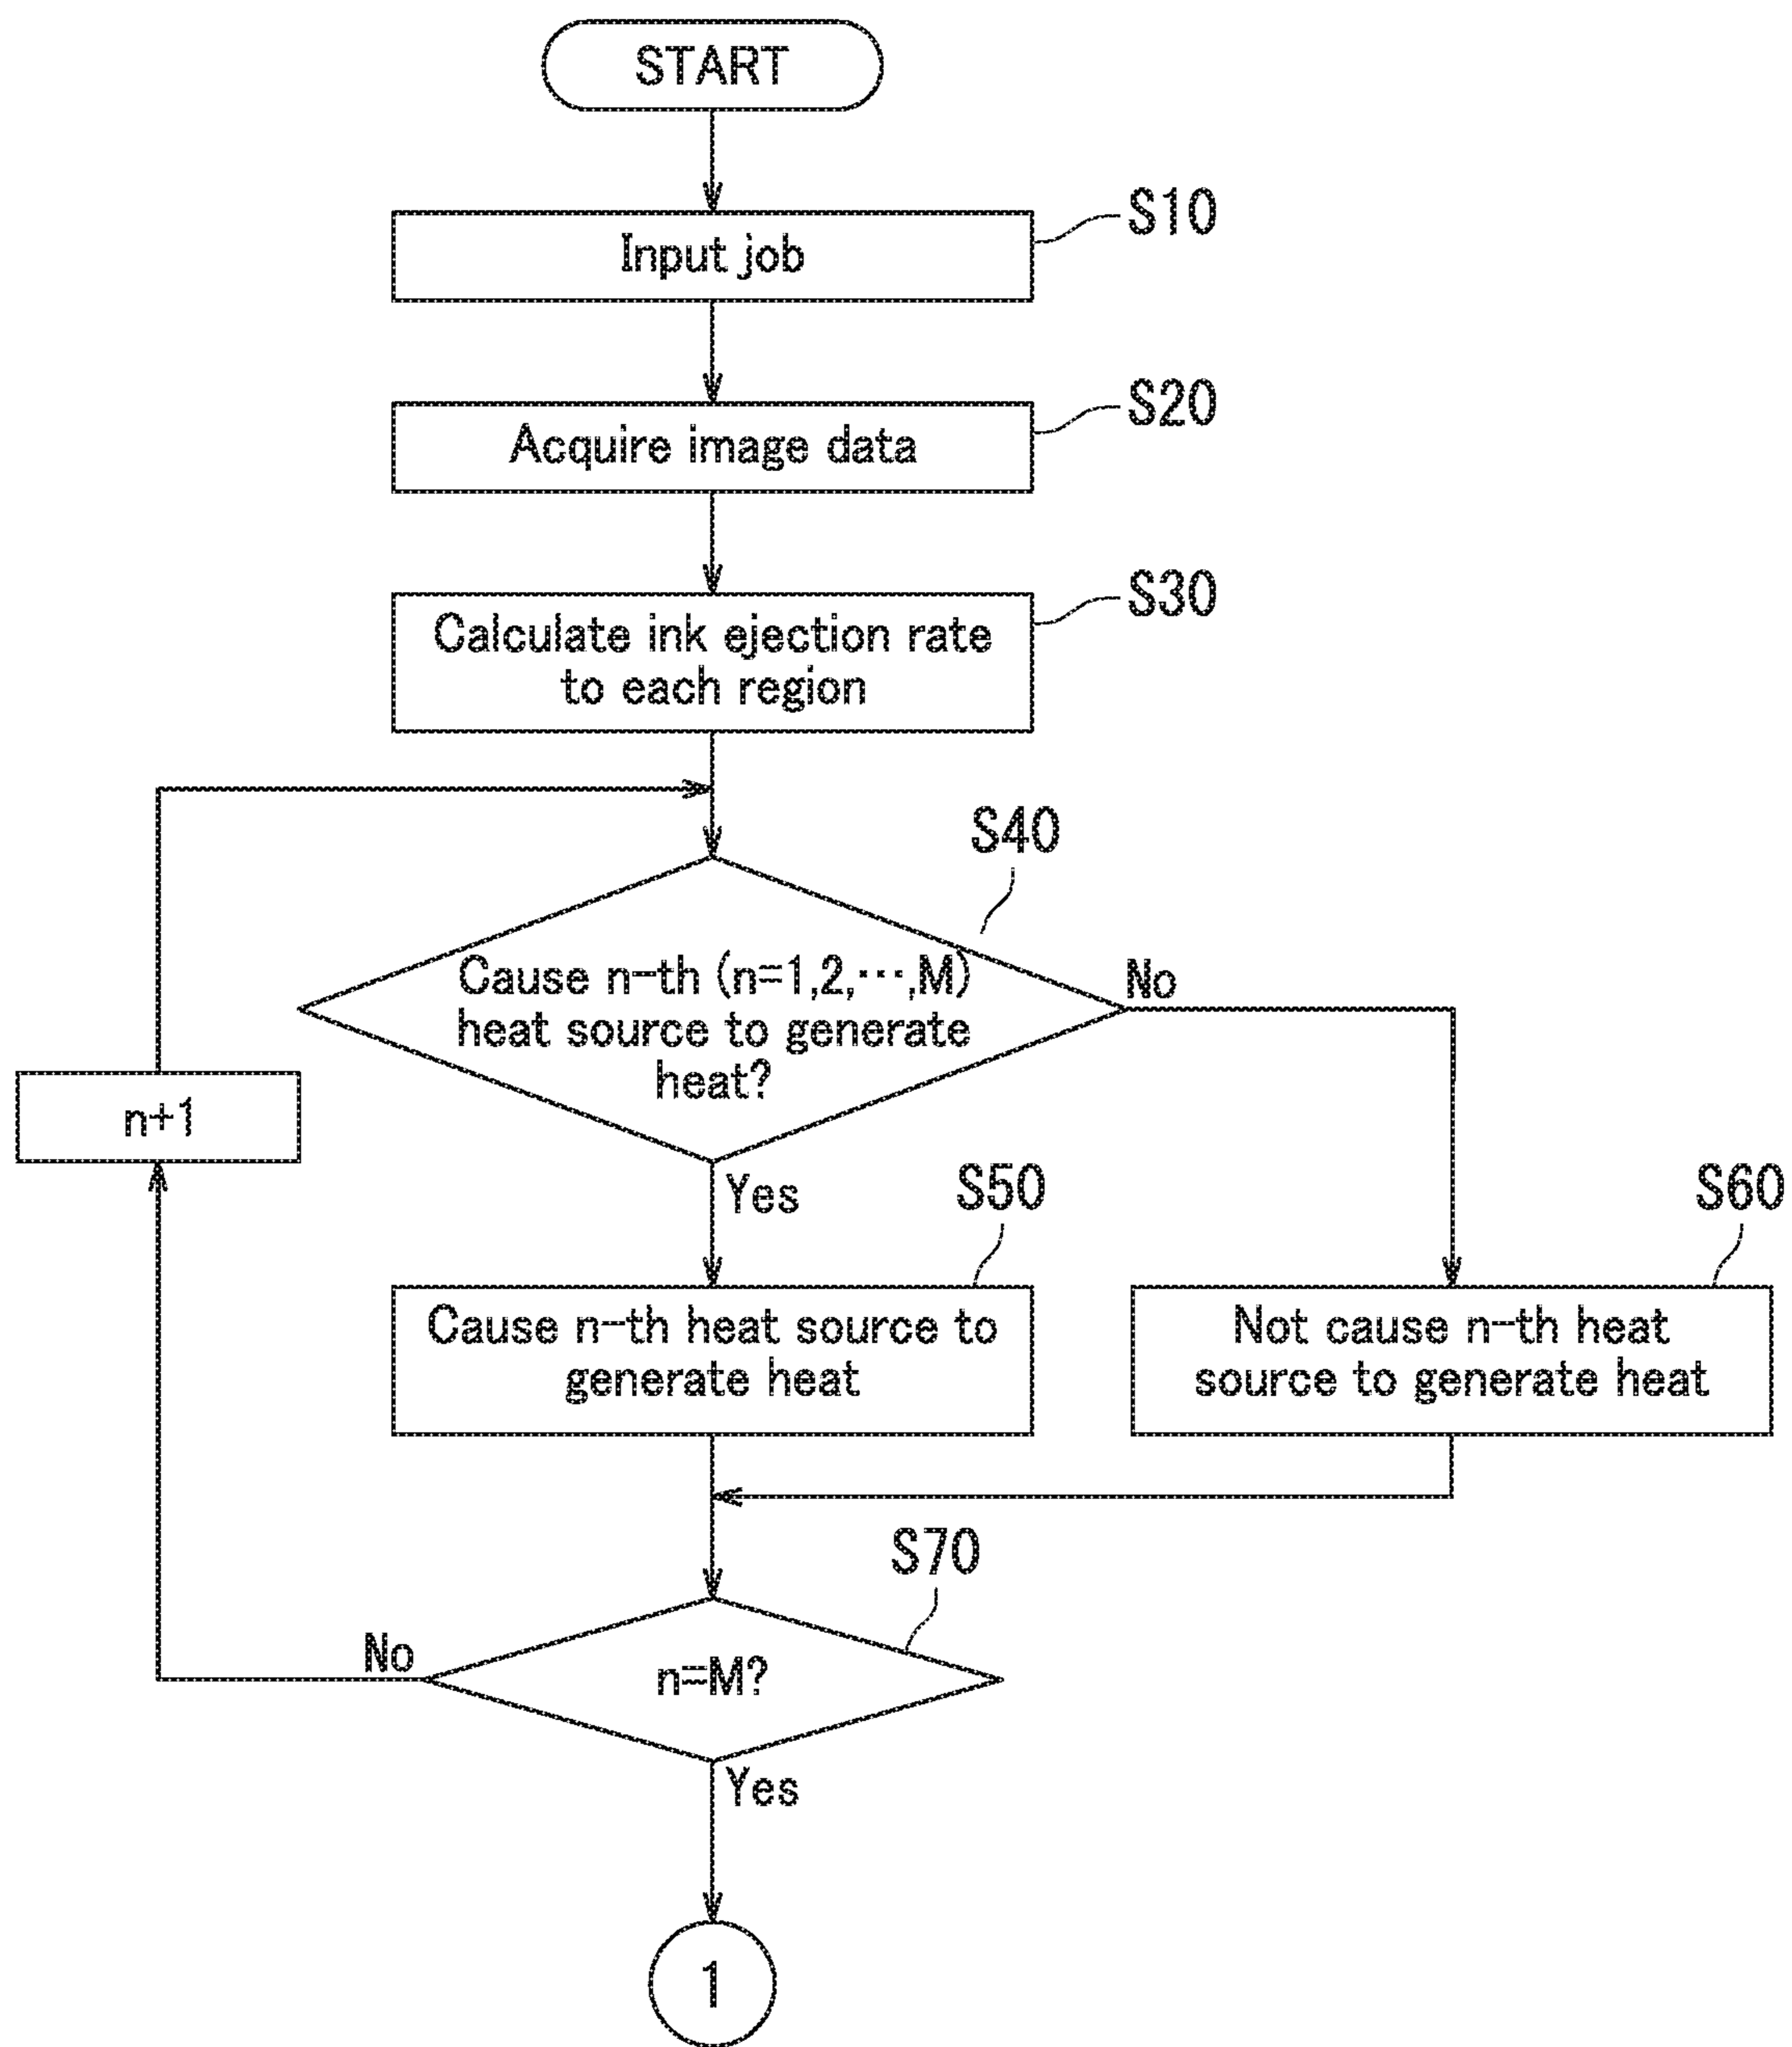 START
S10
Input job
S20
Acquire image data
S30
Calculate ink ejection rate
to each region
S40
Cause n-th (n=1,2,…,M)
heat source to generate
heat?
No
n+1
Yes
S50
S60
Cause n-th heat source to
generate heat
Not cause n-th heat
source to generate heat
S70
No
n=M?
Yes
1